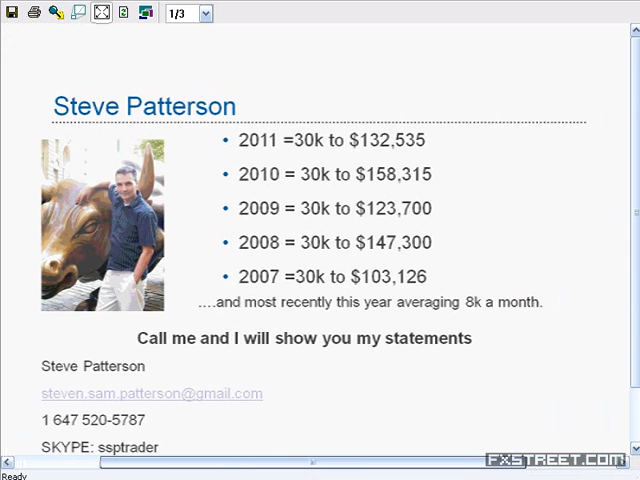 1/3
Steve Patterson
• 2011 =30k to $132,535
• 2010 = 30k to $158,315
• 2009 = 30k to $123,700
• 2008 = 30k to $147,300
• 2007 =30k to $103,126
....and most recently this year averaging 8k a month.
Call me and I will show you my statements
Steve Patterson
steven.sam.patterson@gmail.com
1 647 520-5787
SKYPE: ssptrader
FXSTREET.COM
Ready